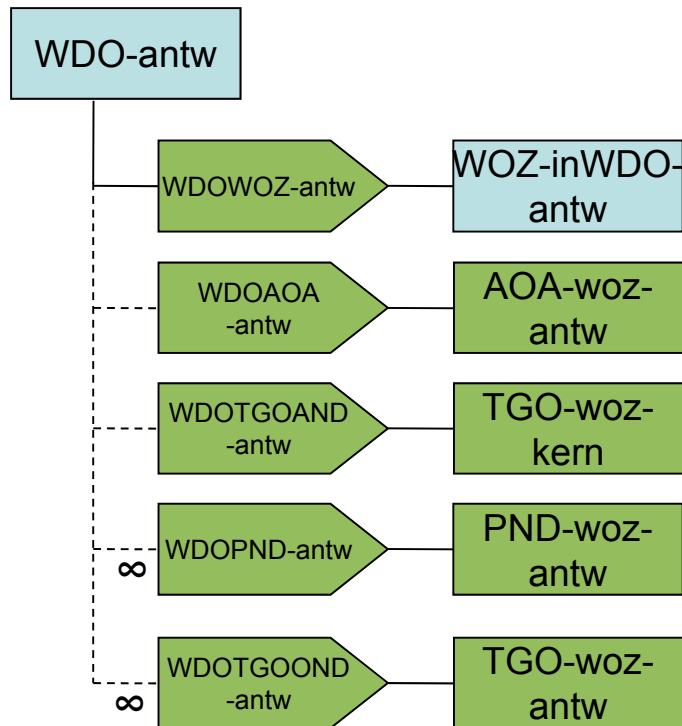 WDO-antw
WDOWOZ-antw
WOZ-inWDO-
antw
WDOAOA
-antw
AOA-woz-
antw
WDOTGOAND
-antw
TGO-woz-
kern
∞
WDOPND-antw
PND-woz-
antw
∞
WDOTGOOND
-antw
TGO-woz-
antw